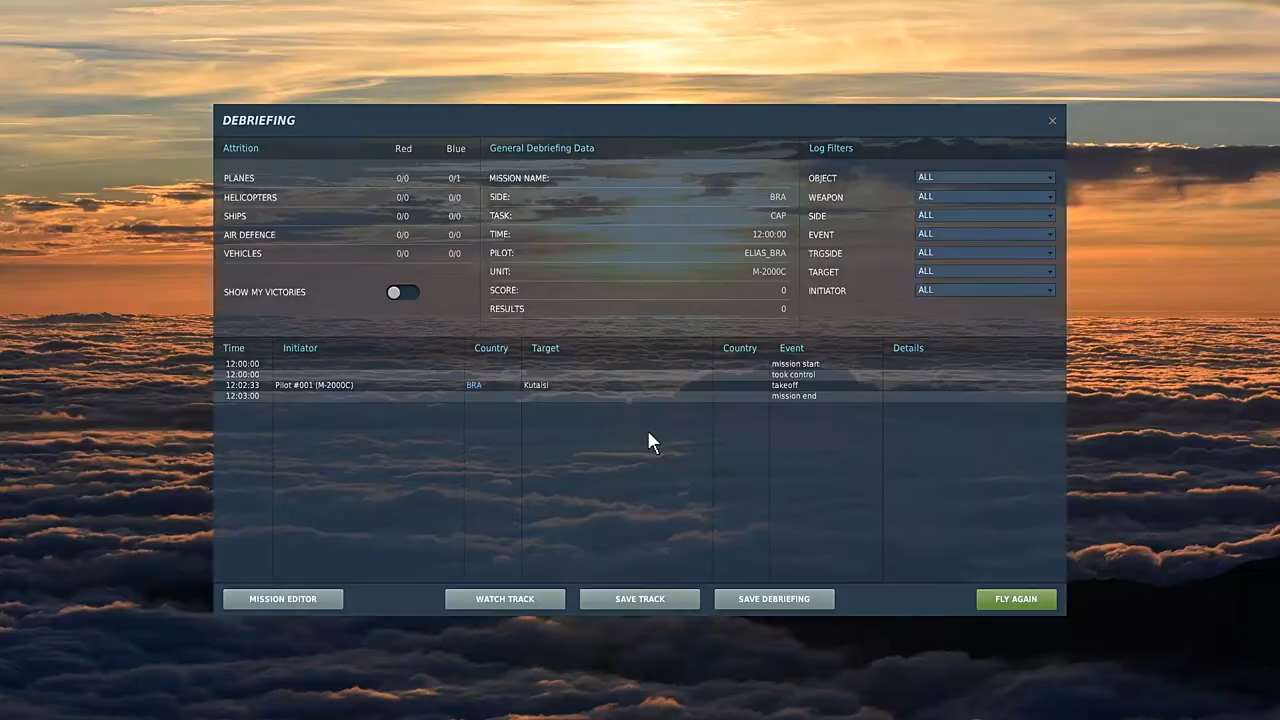 DEBRIEFING
Attrition Red Blue
PLANES 0/0 0/1
HELICOPTERS 0/0 0/0
SHIPS 0/0 0/0
AIR DEFENCE 0/0 0/0
VEHICLES 0/0 0/0
SHOW MY VICTORIES
General Debriefing Data
MISSION NAME:
SIDE: BRA
TASK: CAP
TIME: 12:00:00
PILOT: ELIAS_BRA
UNIT: M-2000C
SCORE: 0
RESULTS 0
Log Filters
OBJECT ALL
WEAPON ALL
SIDE ALL
EVENT ALL
TRGSIDE ALL
TARGET ALL
INITIATOR ALL
Time Initiator Country Target Country Event Details
12:00:00 mission start
12:00:00 took control
12:02:33 Pilot #001 (M-2000C) BRA Kutaisi takeoff
12:03:00 mission end
MISSION EDITOR WATCH TRACK SAVE TRACK SAVE DEBRIEFING FLY AGAIN